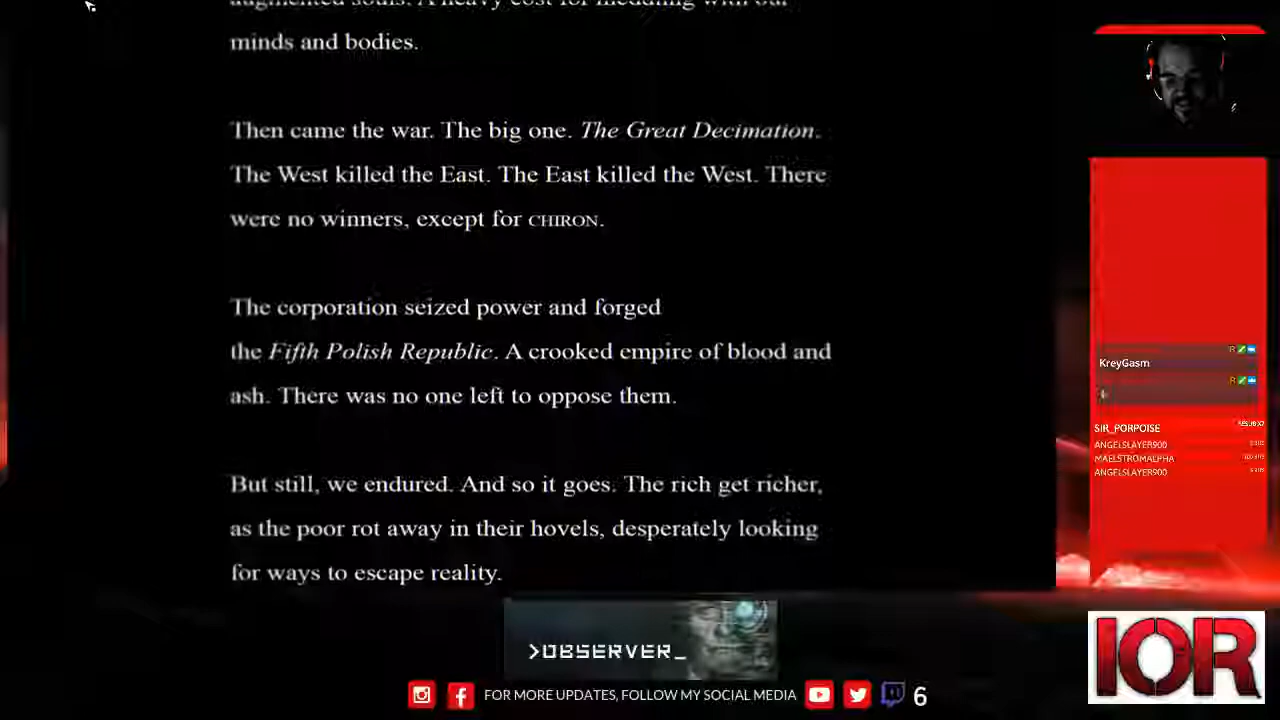 minds and bodies.
Then came the war. The big one. The Great Decimation.
The West killed the East. The East killed the West. There
were no winners, except for CHIRON.
The corporation seized power and forged
the Fifth Polish Republic. A crooked empire of blood and
ash. There was no one left to oppose them.
But still, we endured. And so it goes. The rich get richer,
as the poor rot away in their hovels, desperately looking
for ways to escape reality.
KreyGasm
SIR_PORPOISE
ANGELSLAYER900
MAELSTROMALPHA
ANGELSLAYER900
>OBSERVER_
FOR MORE UPDATES, FOLLOW MY SOCIAL MEDIA
6
IOR